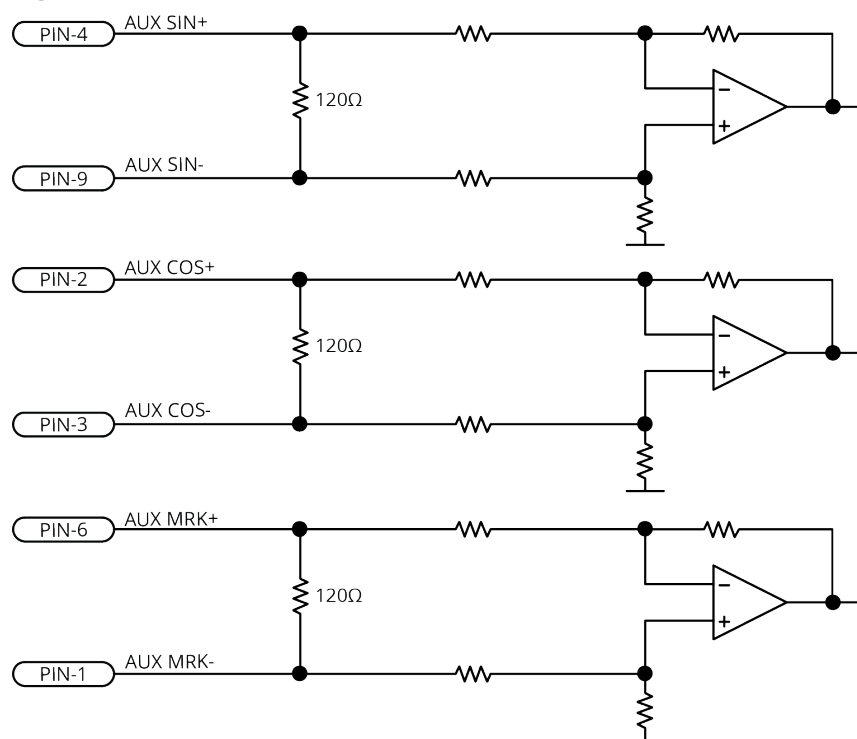 PIN-4 AUX SIN+
120Ω
PIN-9 AUX SIN-
PIN-2 AUX COS+
120Ω
PIN-3 AUX COS-
PIN-6 AUX MRK+
120Ω
PIN-1 AUX MRK-